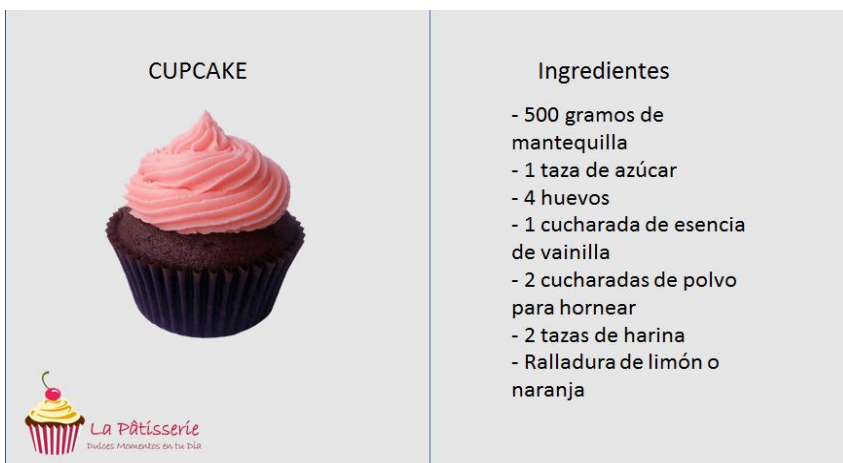 CUPCAKE
La Pâtisserie
Dulces Momentos en tu Día
Ingredientes
- 500 gramos de
mantequilla
- 1 taza de azúcar
- 4 huevos
- 1 cucharada de esencia
de vainilla
- 2 cucharadas de polvo
para hornear
- 2 tazas de harina
- Ralladura de limón o
naranja